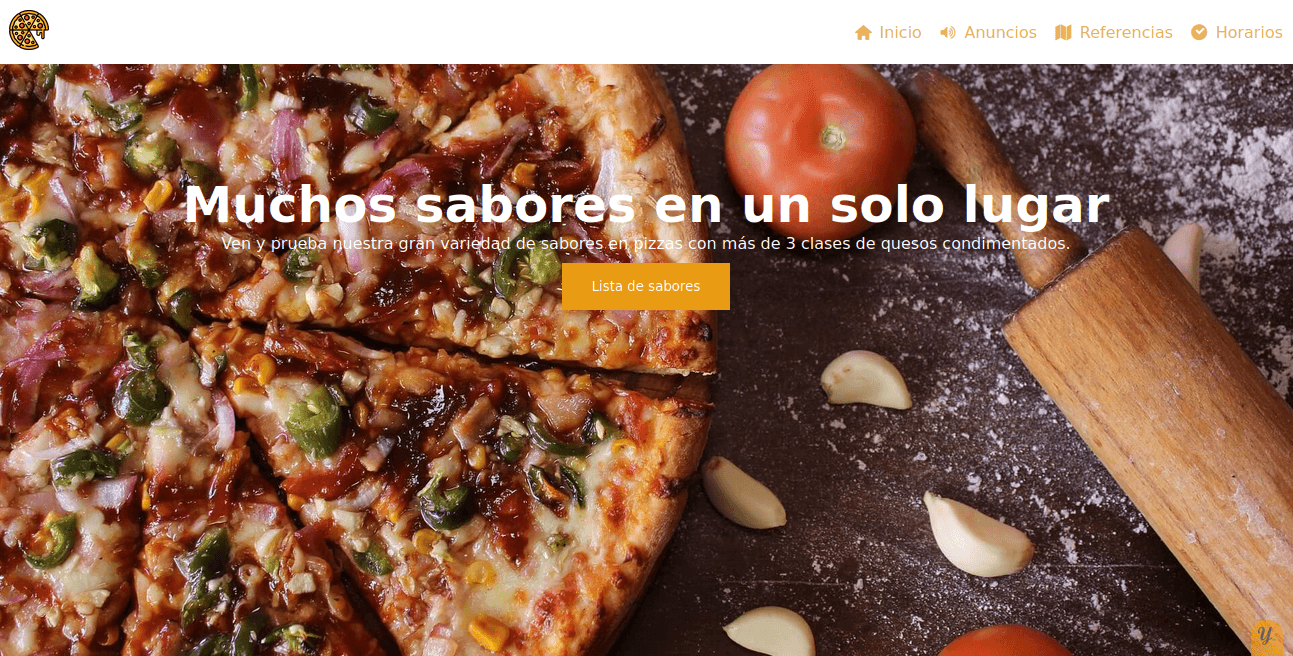 Inicio
Anuncios
Referencias
Horarios
Muchos sabores en un solo lugar
Ven y prueba nuestra gran variedad de sabores en pizzas con más de 3 clases de quesos condimentados.
Lista de sabores
y